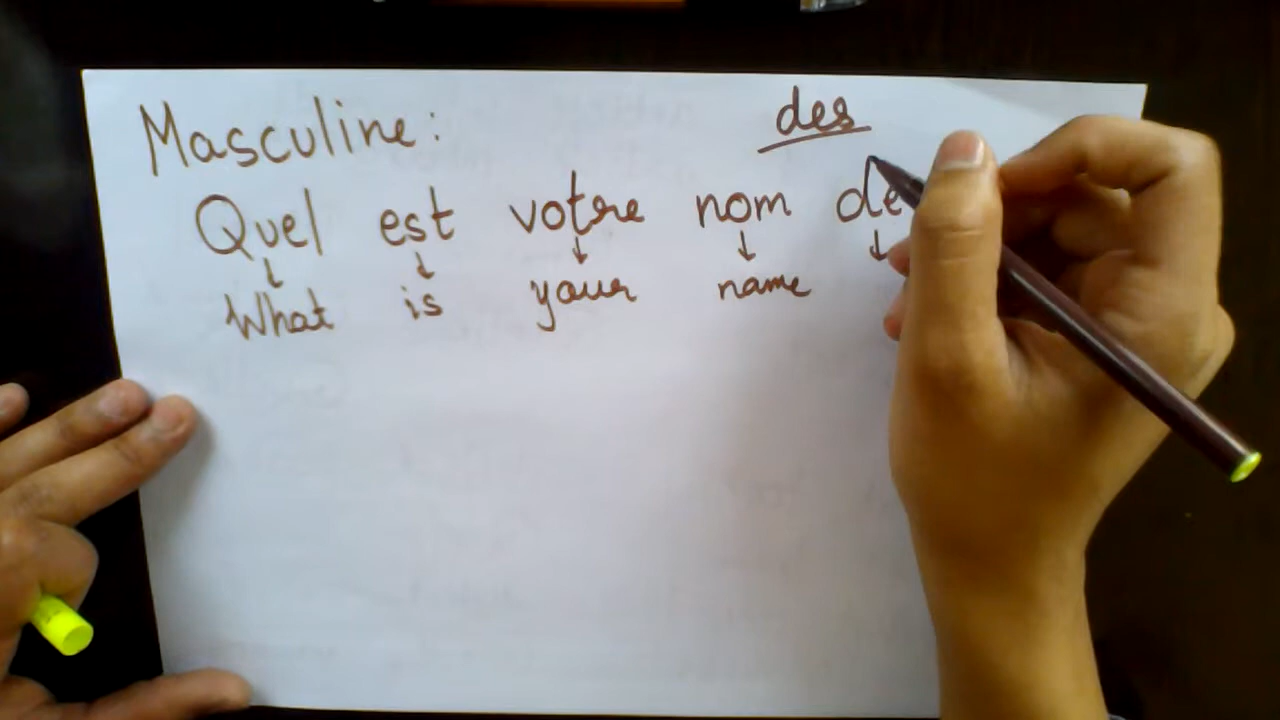 Masculine: des
Quel est votre nom de
↓ ↓ ↓ ↓ ↓
What is your name